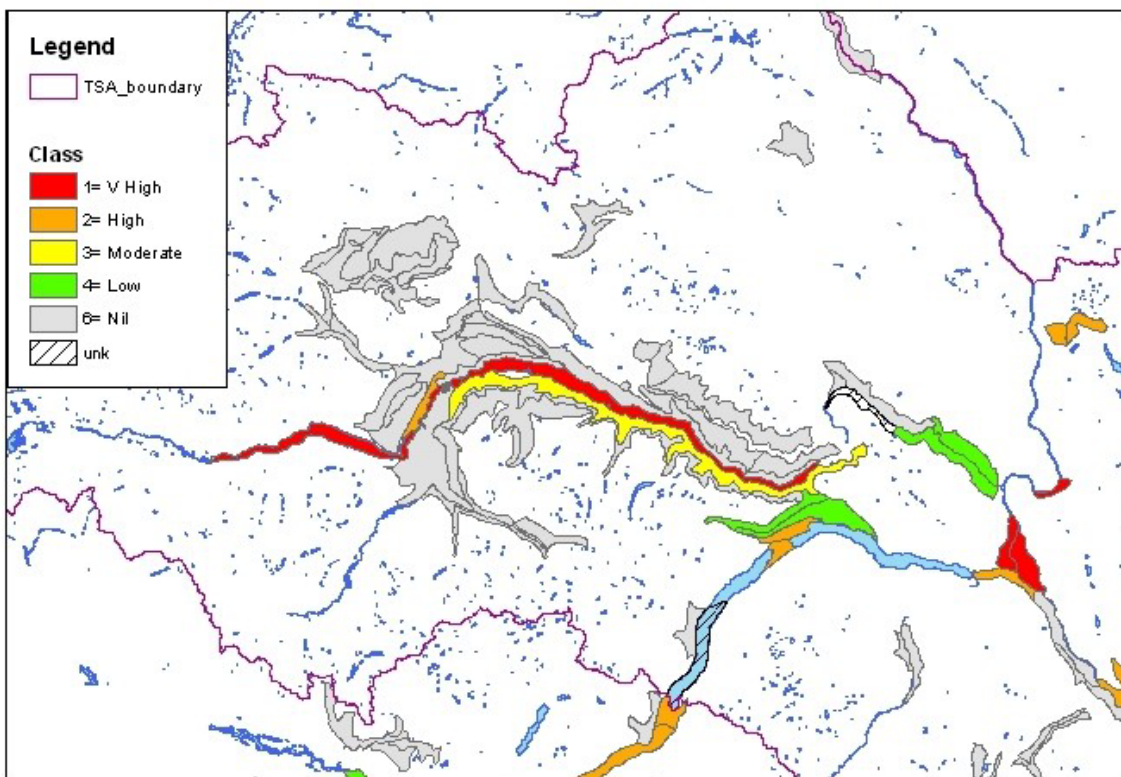 Legend
TSA_boundary
Class
1= V High
2= High
3= Moderate
4= Low
6= Nil
unk